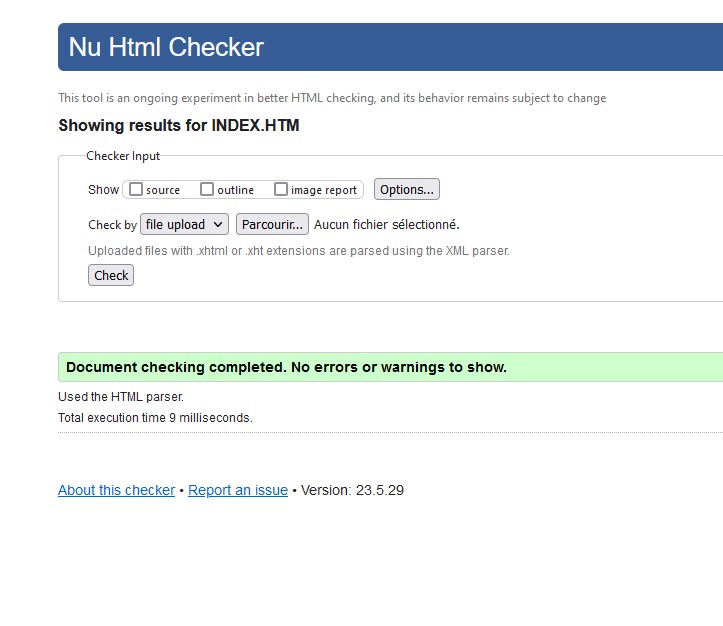 Nu Html Checker
This tool is an ongoing experiment in better HTML checking, and its behavior remains subject to change
Showing results for INDEX.HTM
Checker Input
Show source outline image report Options...
Check by file upload Parcourir... Aucun fichier sélectionné.
Uploaded files with .xhtml or .xht extensions are parsed using the XML parser.
Check
Document checking completed. No errors or warnings to show.
Used the HTML parser.
Total execution time 9 milliseconds.
About this checker • Report an issue • Version: 23.5.29